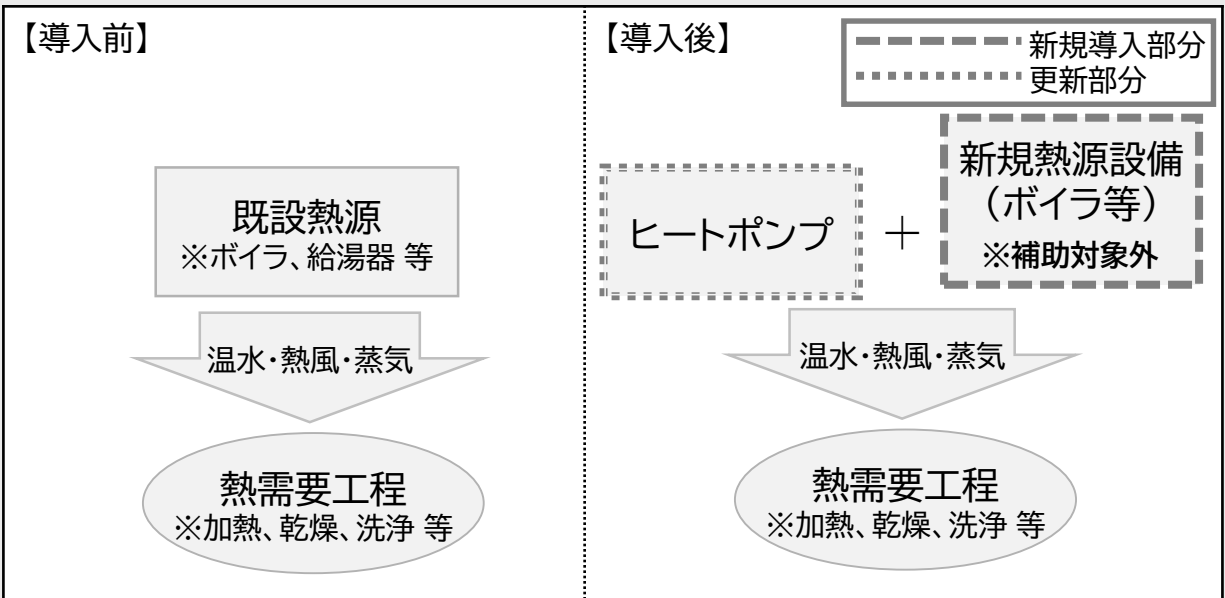 【導入前】
既設熱源
※ボイラ、給湯器 等
温水・熱風・蒸気
熱需要工程
※加熱、乾燥、洗浄 等
【導入後】
新規導入部分
更新部分
ヒートポンプ
＋
新規熱源設備
（ボイラ等）
※補助対象外
温水・熱風・蒸気
熱需要工程
※加熱、乾燥、洗浄 等